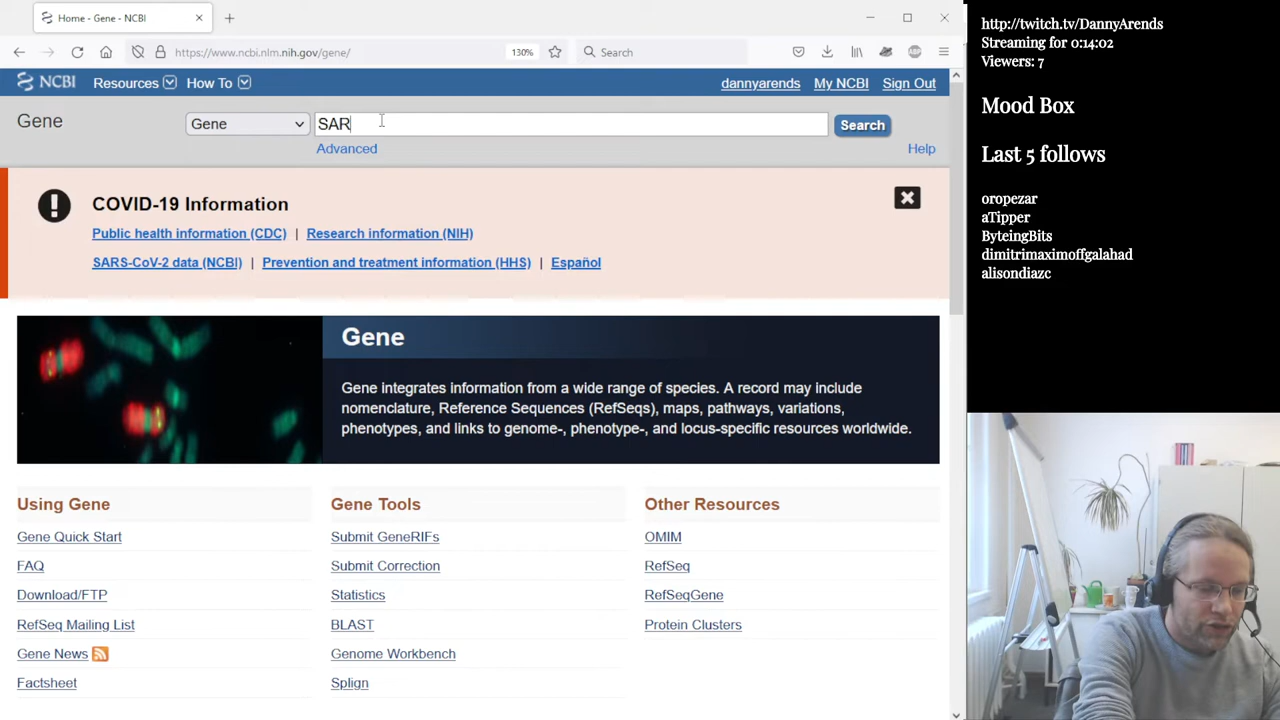 Home - Gene - NCBI
https://www.ncbi.nlm.nih.gov/gene/
130%
Search
NCBI Resources How To
dannyarends My NCBI Sign Out
Gene
Gene
SAR
Search
Advanced
Help
COVID-19 Information
Public health information (CDC) | Research information (NIH)
SARS-CoV-2 data (NCBI) | Prevention and treatment information (HHS) | Español
Gene
Gene integrates information from a wide range of species. A record may include
nomenclature, Reference Sequences (RefSeqs), maps, pathways, variations,
phenotypes, and links to genome-, phenotype-, and locus-specific resources worldwide.
Using Gene
Gene Quick Start
FAQ
Download/FTP
RefSeq Mailing List
Gene News
Factsheet
Gene Tools
Submit GeneRIFs
Submit Correction
Statistics
BLAST
Genome Workbench
Splign
Other Resources
OMIM
RefSeq
RefSeqGene
Protein Clusters
http://twitch.tv/DannyArends
Streaming for 0:14:02
Viewers: 7
Mood Box
Last 5 follows
oropezar
aTipper
ByteingBits
dimitrimaximoffgalahad
alisondiazc